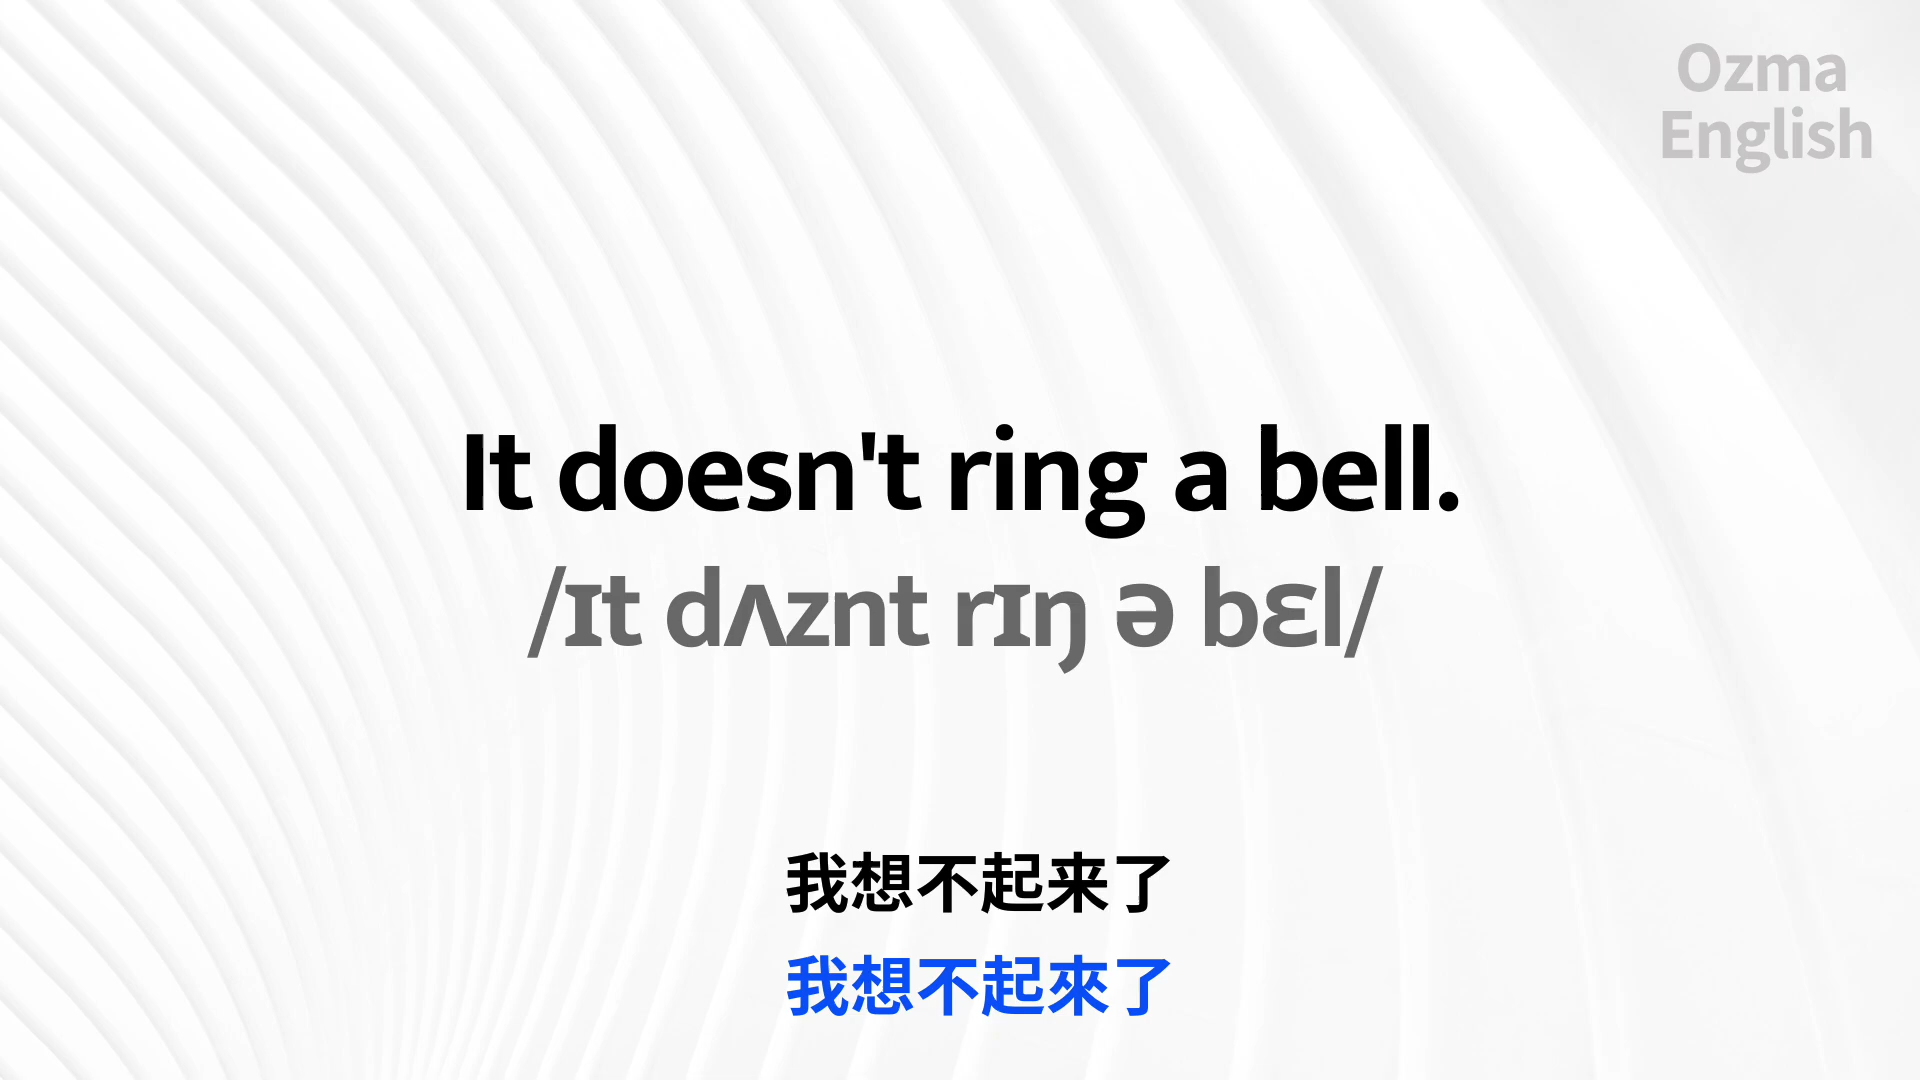 Ozma
English
It doesn't ring a bell.
/ɪt dʌznt rɪŋ ə bɛl/
我想不起来了
我想不起來了